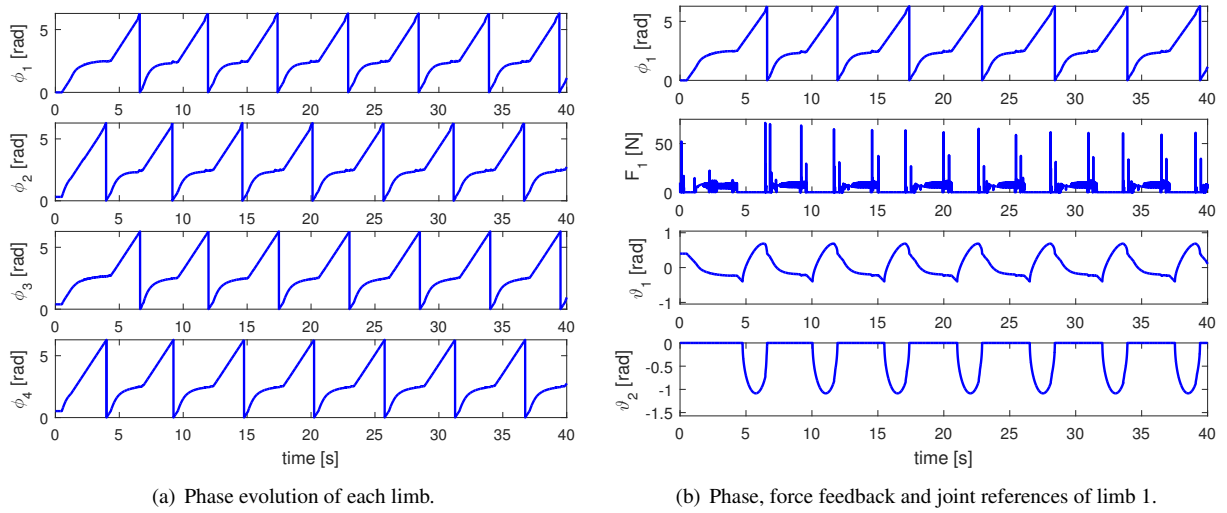 5
0
ϕ1 [rad]
0 5 10 15 20 25 30 35 40
5
0
ϕ2 [rad]
0 5 10 15 20 25 30 35 40
5
0
ϕ3 [rad]
0 5 10 15 20 25 30 35 40
5
0
ϕ4 [rad]
0 5 10 15 20 25 30 35 40
time [s]
(a) Phase evolution of each limb.
5
0
ϕ1 [rad]
0 5 10 15 20 25 30 35 40
50
0
F1 [N]
0 5 10 15 20 25 30 35 40
1
0
-1
ϑ1 [rad]
0 5 10 15 20 25 30 35 40
0
-0.5
-1
-1.5
ϑ2 [rad]
0 5 10 15 20 25 30 35 40
time [s]
(b) Phase, force feedback and joint references of limb 1.